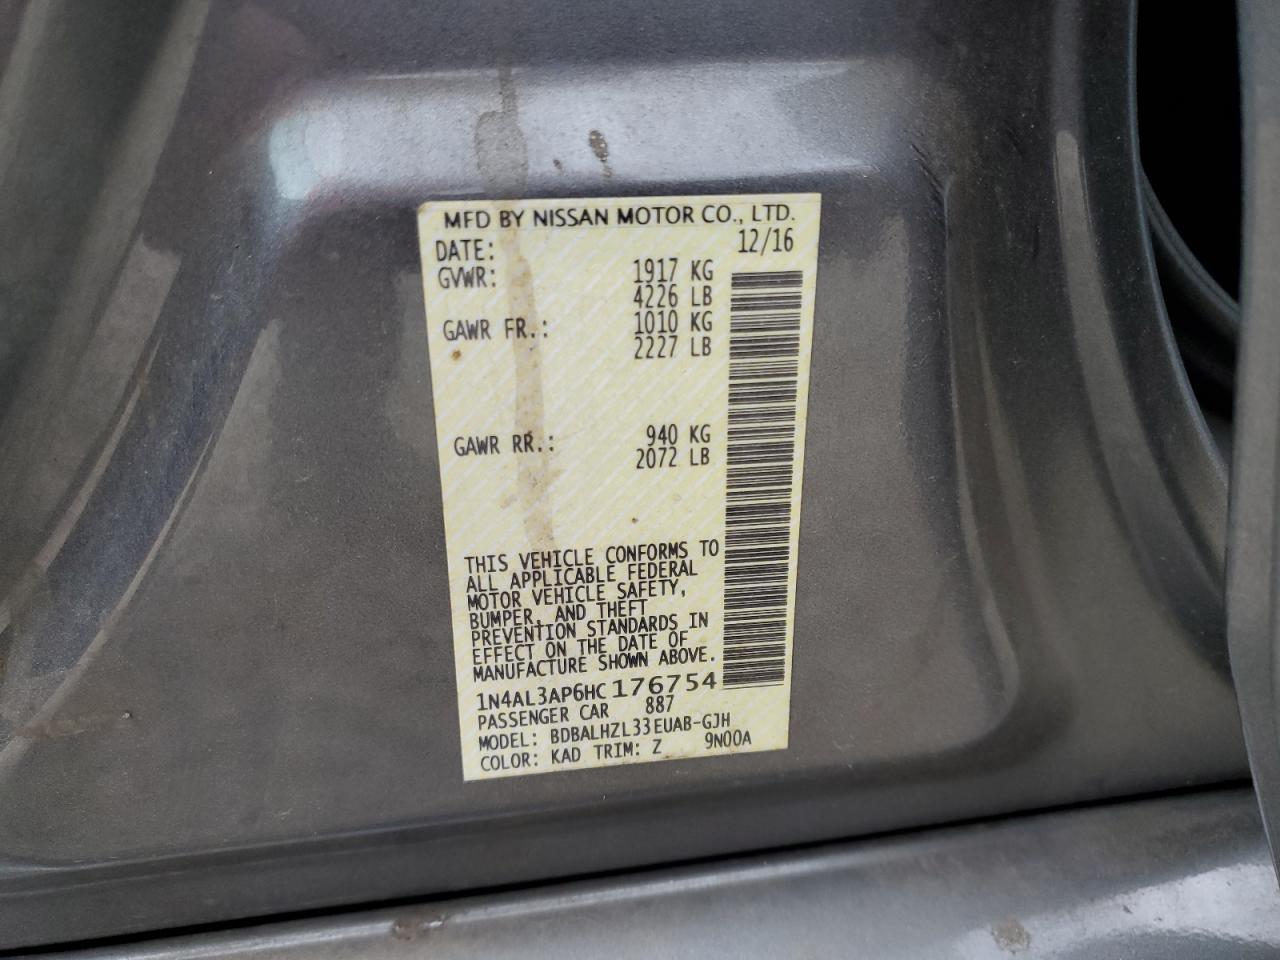 MFD BY NISSAN MOTOR CO., LTD.
DATE: 12/16
GVWR: 1917 KG
4226 LB
GAWR FR.: 1010 KG
2227 LB
GAWR RR.: 940 KG
2072 LB
THIS VEHICLE CONFORMS TO
ALL APPLICABLE FEDERAL
MOTOR VEHICLE SAFETY,
BUMPER, AND THEFT
PREVENTION STANDARDS IN
EFFECT ON THE DATE OF
MANUFACTURE SHOWN ABOVE.
1N4AL3AP6HC176754
PASSENGER CAR 887
MODEL: BDBALHZL33EUAB-GJH
COLOR: KAD TRIM: Z 9N00A